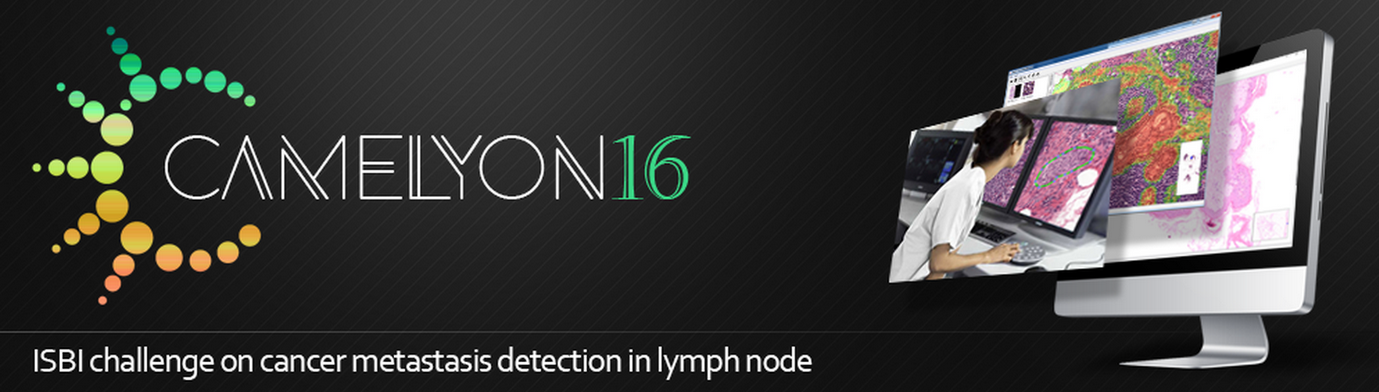 CAMELYON16
ISBI challenge on cancer metastasis detection in lymph node